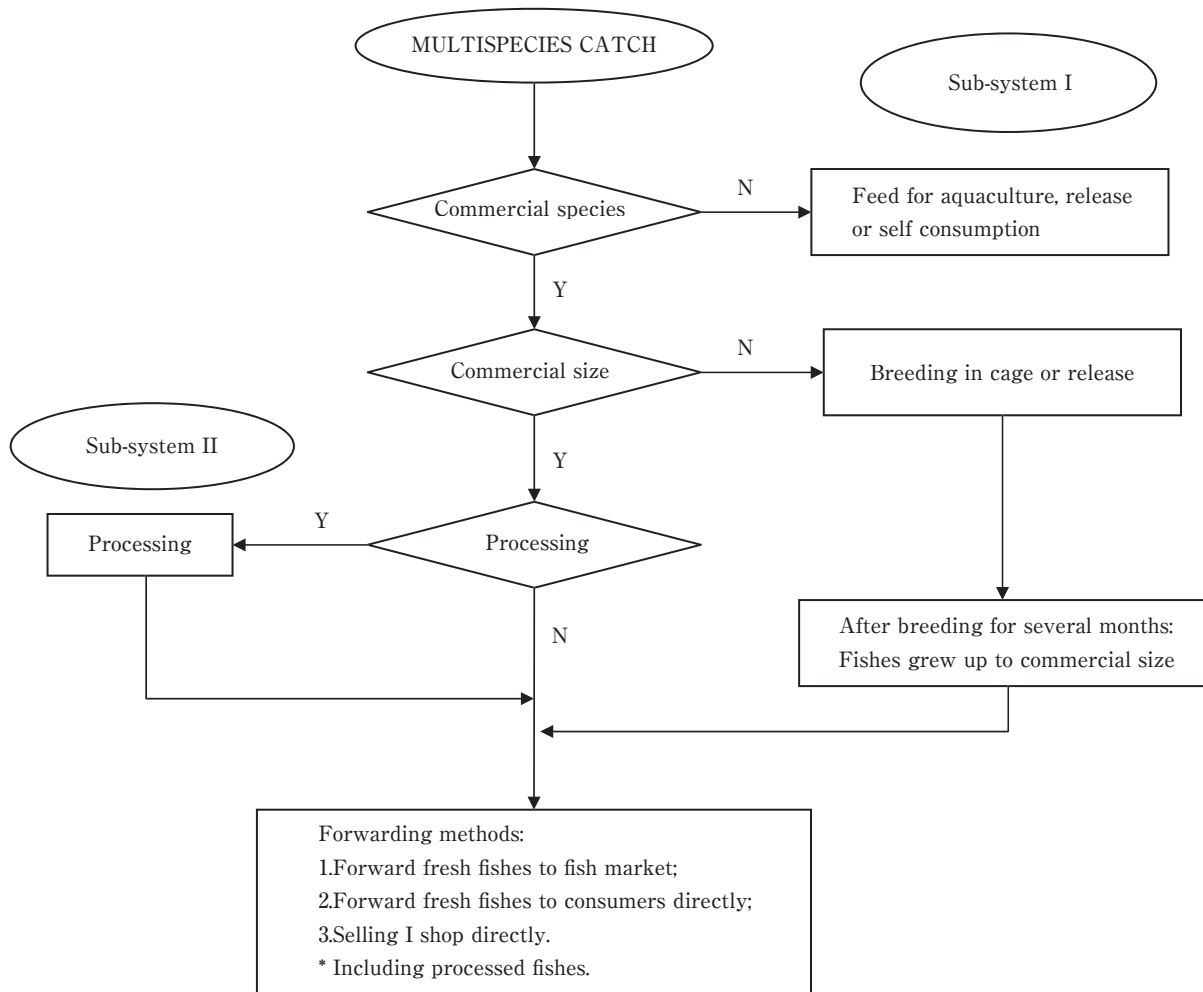 MULTISPECIES CATCH
Sub-system I
Commercial species
N
Feed for aquaculture, release
or self consumption
Y
Commercial size
N
Breeding in cage or release
Sub-system II
Y
Processing
Y
Processing
N
After breeding for several months:
Fishes grew up to commercial size
Forwarding methods:
1.Forward fresh fishes to fish market;
2.Forward fresh fishes to consumers directly;
3.Selling I shop directly.
* Including processed fishes.